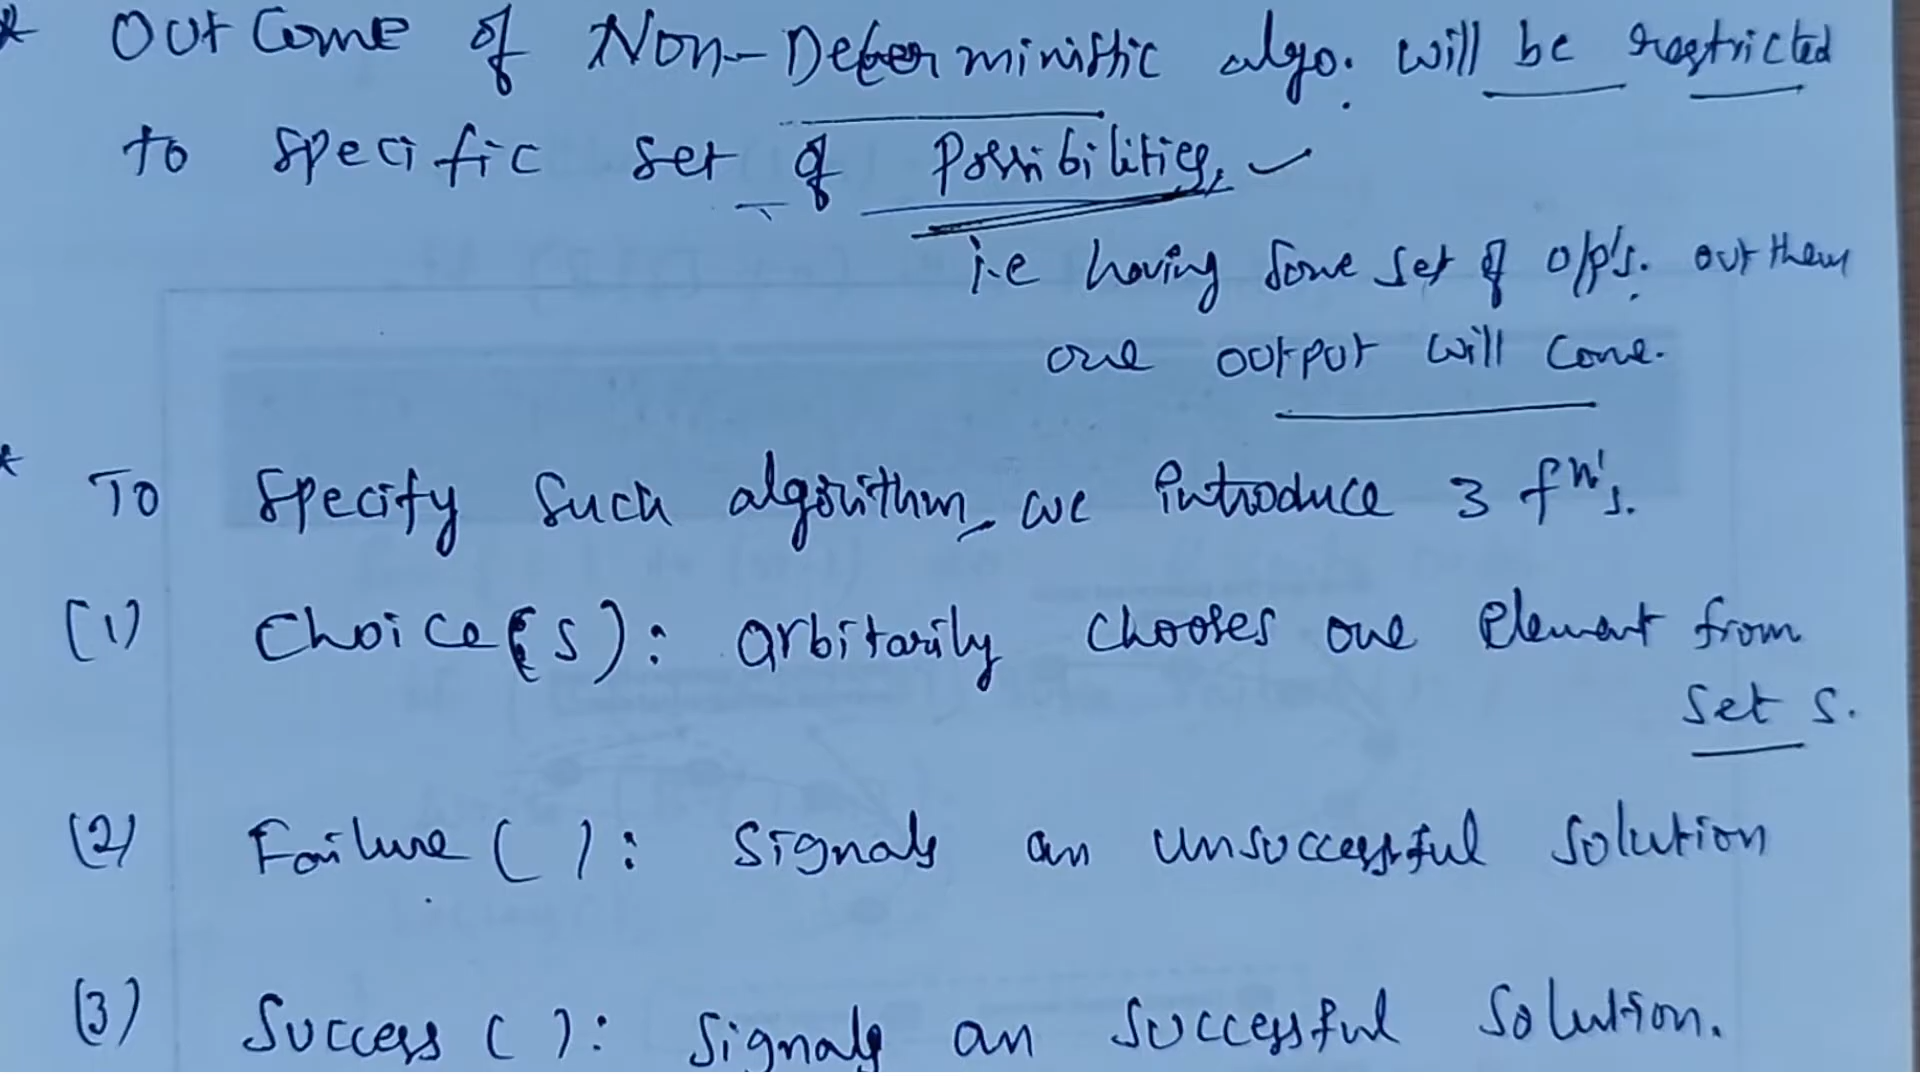 * Outcome of Non-Deterministic algo. will be restricted
to specific set of possibilities,
i.e having some set of o/p's. out them
one output will come.
* To specify such algorithm, we introduce 3 fn's.
(1) Choice(s): arbitarily chooses one element from
set s.
(2) Failure ( ): signals an unsuccessful solution
(3) Success ( ): signals an successful solution.